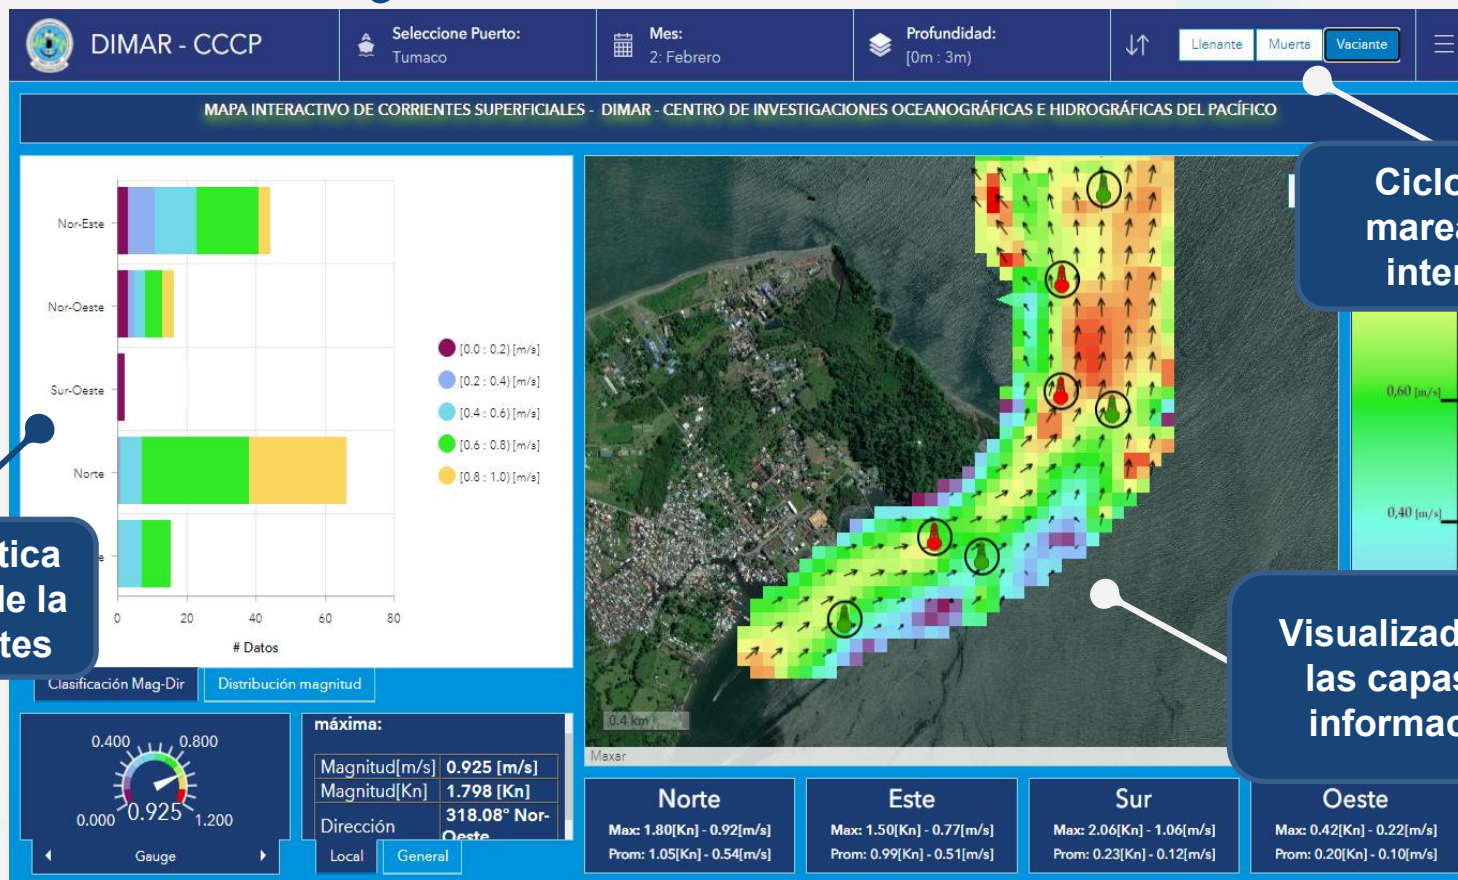 DIMAR - CCCP
Seleccione Puerto:
Tumaco
Mes:
2: Febrero
Profundidad:
[0m : 3m)
Llenante
Muerta
Vaciante
MAPA INTERACTIVO DE CORRIENTES SUPERFICIALES - DIMAR - CENTRO DE INVESTIGACIONES OCEANOGRÁFICAS E HIDROGRÁFICAS DEL PACÍFICO
Nor-Este
Nor-Oeste
Sur-Oeste
Norte
e
0
20
40
60
80
# Datos
[0.0 : 0.2) [m/s]
[0.2 : 0.4) [m/s]
[0.4 : 0.6) [m/s]
[0.6 : 0.8) [m/s]
[0.8 : 1.0) [m/s]
tica
de la
tes
Clasificación Mag-Dir
Distribución magnitud
0.400
0.800
0.000
0.925
1.200
Gauge
máxima:
Magnitud[m/s] 0.925 [m/s]
Magnitud[Kn] 1.798 [Kn]
Dirección 318.08° Nor-
Oeste
Local
General
0.4 km
Maxar
Ciclo
marea
inter
0,60 [m/s]
0,40 [m/s]
Visualizad
las capas
informac
Norte
Max: 1.80[Kn] - 0.92[m/s]
Prom: 1.05[Kn] - 0.54[m/s]
Este
Max: 1.50[Kn] - 0.77[m/s]
Prom: 0.99[Kn] - 0.51[m/s]
Sur
Max: 2.06[Kn] - 1.06[m/s]
Prom: 0.23[Kn] - 0.12[m/s]
Oeste
Max: 0.42[Kn] - 0.22[m/s]
Prom: 0.20[Kn] - 0.10[m/s]